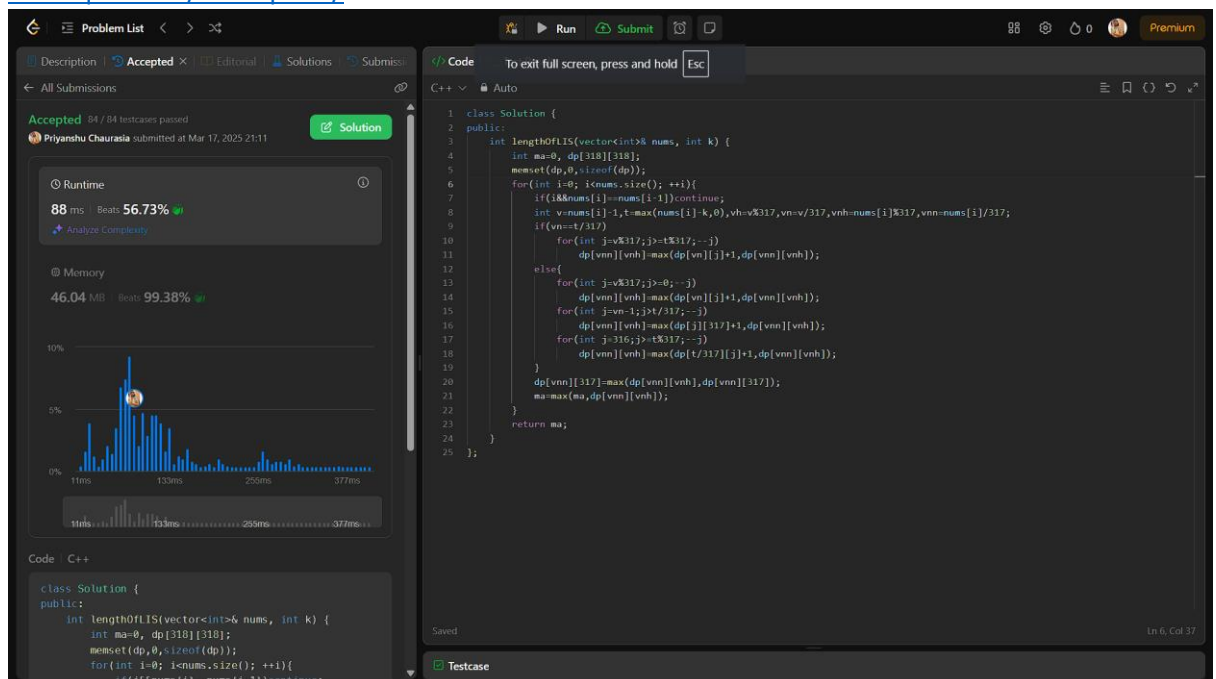 Problem List
Run
Submit
0
Premium
Description
Accepted ×
Editorial
Solutions
Submissi
All Submissions
Accepted 84 / 84 testcases passed
Priyanshu Chaurasia submitted at Mar 17, 2025 21:11
Solution
Runtime
88 ms Beats 56.73%
Analyze Complexity
Memory
46.04 MB Beats 99.38%
10%
5%
0%
11ms 133ms 255ms 377ms
11ms 133ms 255ms 377ms
Code C++
class Solution {
public:
int lengthOfLIS(vector<int>& nums, int k) {
int ma=0, dp[318][318];
memset(dp,0,sizeof(dp));
for(int i=0; i<nums.size(); ++i){
</> Code
To exit full screen, press and hold Esc
C++ Auto
1 class Solution {
2 public:
3 int lengthOfLIS(vector<int>& nums, int k) {
4 int ma=0, dp[318][318];
5 memset(dp,0,sizeof(dp));
6 for(int i=0; i<nums.size(); ++i){
7 if(i&&nums[i]==nums[i-1])continue;
8 int v=nums[i]-1,t=max(nums[i]-k,0),vh=v%317,vn=v/317,vnh=nums[i]%317,vnn=nums[i]/317;
9 if(vn==t/317)
10 for(int j=v%317;j>=t%317;--j)
11 dp[vnn][vnh]=max(dp[vn][j]+1,dp[vnn][vnh]);
12 else{
13 for(int j=v%317;j>=0;--j)
14 dp[vnn][vnh]=max(dp[vn][j]+1,dp[vnn][vnh]);
15 for(int j=vn-1;j>t/317;--j)
16 dp[vnn][vnh]=max(dp[j][317]+1,dp[vnn][vnh]);
17 for(int j=316;j>=t%317;--j)
18 dp[vnn][vnh]=max(dp[t/317][j]+1,dp[vnn][vnh]);
19 }
20 dp[vnn][317]=max(dp[vnn][vnh],dp[vnn][317]);
21 ma=max(ma,dp[vnn][vnh]);
22 }
23 return ma;
24 }
25 };
Saved
Ln 6, Col 37
Testcase